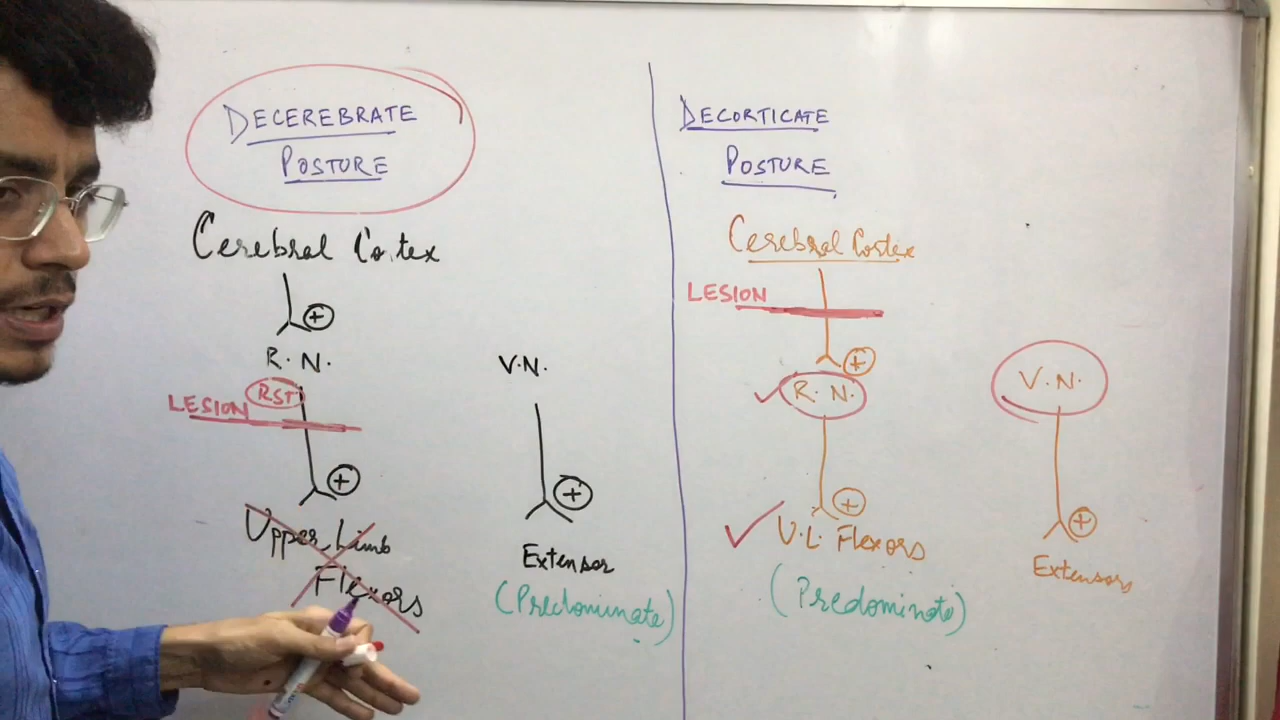 DECEREBRATE
POSTURE
Cerebral Cortex
+
R.N.
RST
LESION
+
Upper Limb
Flexors
V.N.
+
Extensor
(Predominate)
DECORTICATE
POSTURE
Cerebral Cortex
LESION
+
R.N.
+
U.L. Flexors
(Predominate)
V.N.
+
Extensors